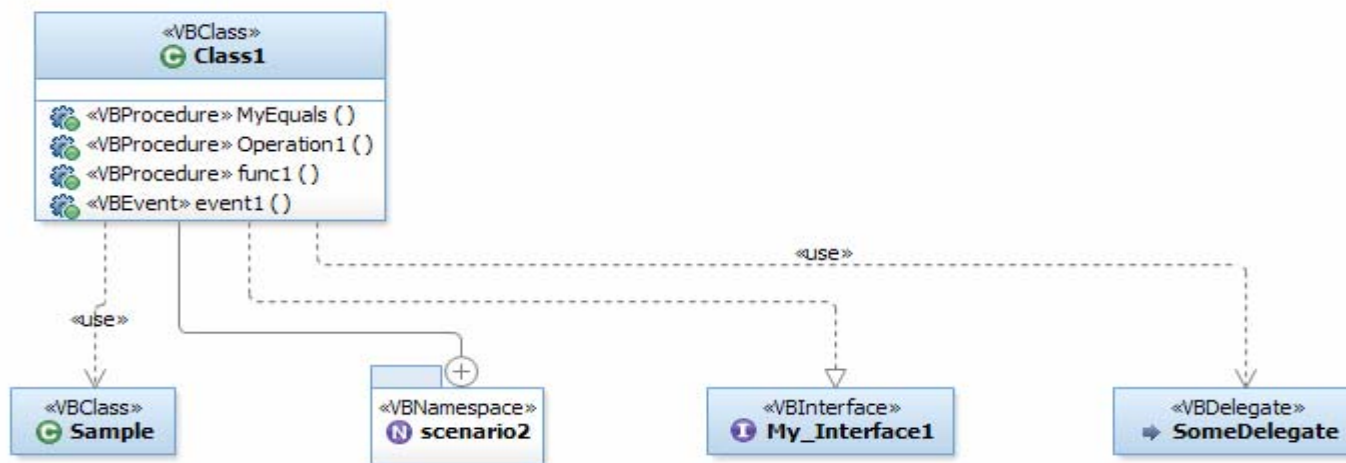 «VBClass»
C Class1
«VBProcedure» MyEquals ( )
«VBProcedure» Operation1 ( )
«VBProcedure» func1 ( )
«VBEvent» event1 ( )
«use»
«use»
«VBClass»
C Sample
«VBNamespace»
N scenario2
«VBInterface»
I My_Interface1
«VBDelegate»
SomeDelegate